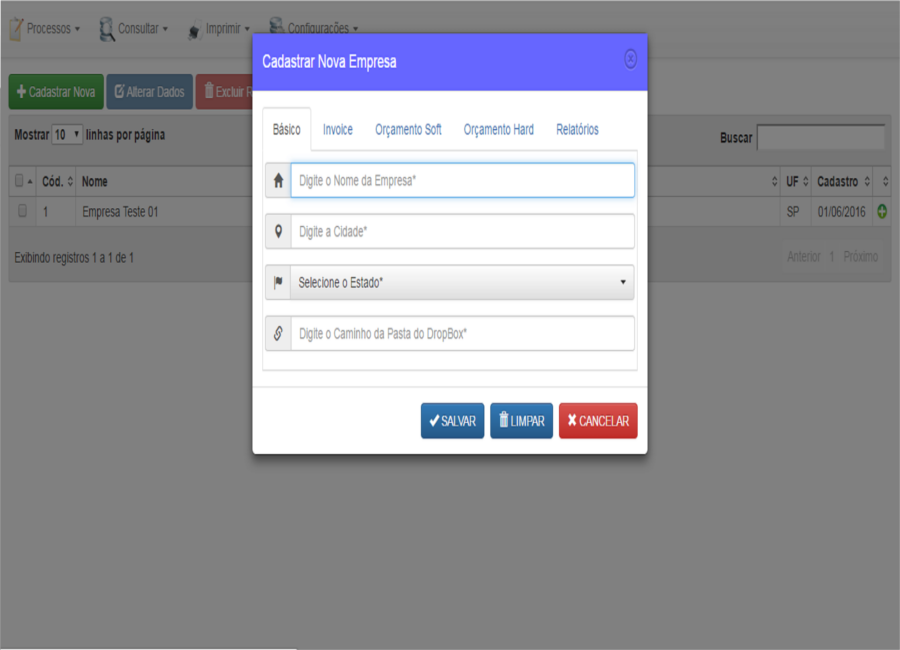 Processos Consultar Imprimir Configurações
Cadastrar Nova Empresa
Cadastrar Nova Alterar Dados Excluir R
Básico Invoice Orçamento Soft Orçamento Hard Relatórios
Mostrar 10 linhas por página
Buscar
Digite o Nome da Empresa*
Cód. Nome UF Cadastro
1 Empresa Teste 01 SP 01/06/2016
Digite a Cidade*
Exibindo registros 1 a 1 de 1
Anterior 1 Próximo
Selecione o Estado*
Digite o Caminho da Pasta do DropBox*
SALVAR LIMPAR CANCELAR